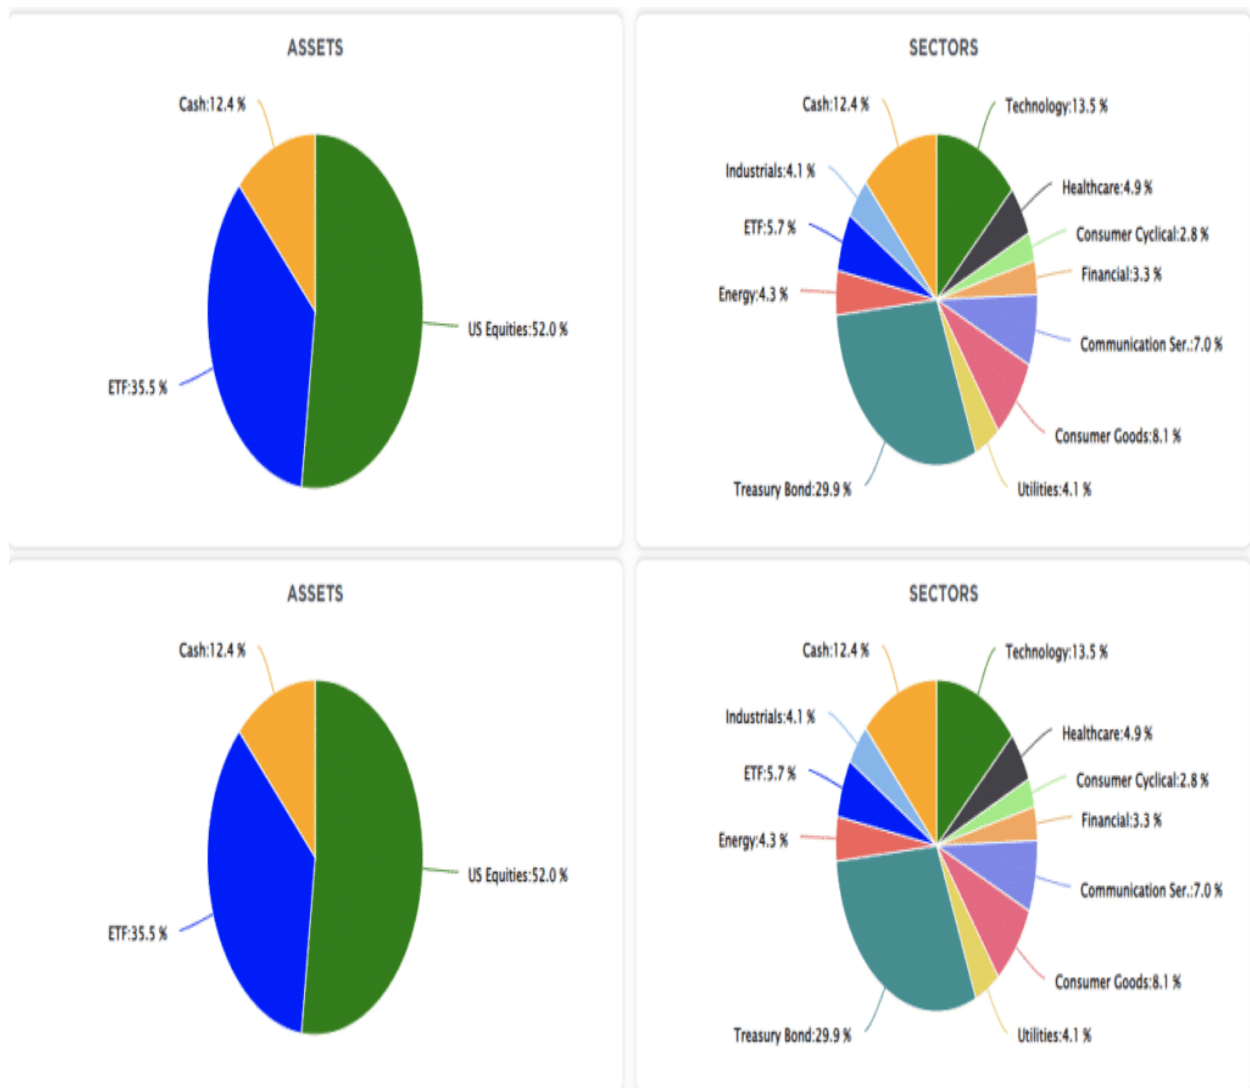 ASSETS
Cash:12.4 %
US Equities:52.0 %
ETF:35.5 %
SECTORS
Cash:12.4 %
Technology:13.5 %
Industrials:4.1 %
Healthcare:4.9 %
ETF:5.7 %
Consumer Cyclical:2.8 %
Energy:4.3 %
Financial:3.3 %
Communication Ser.:7.0 %
Consumer Goods:8.1 %
Treasury Bond:29.9 %
Utilities:4.1 %
ASSETS
Cash:12.4 %
US Equities:52.0 %
ETF:35.5 %
SECTORS
Cash:12.4 %
Technology:13.5 %
Industrials:4.1 %
Healthcare:4.9 %
ETF:5.7 %
Consumer Cyclical:2.8 %
Energy:4.3 %
Financial:3.3 %
Communication Ser.:7.0 %
Consumer Goods:8.1 %
Treasury Bond:29.9 %
Utilities:4.1 %